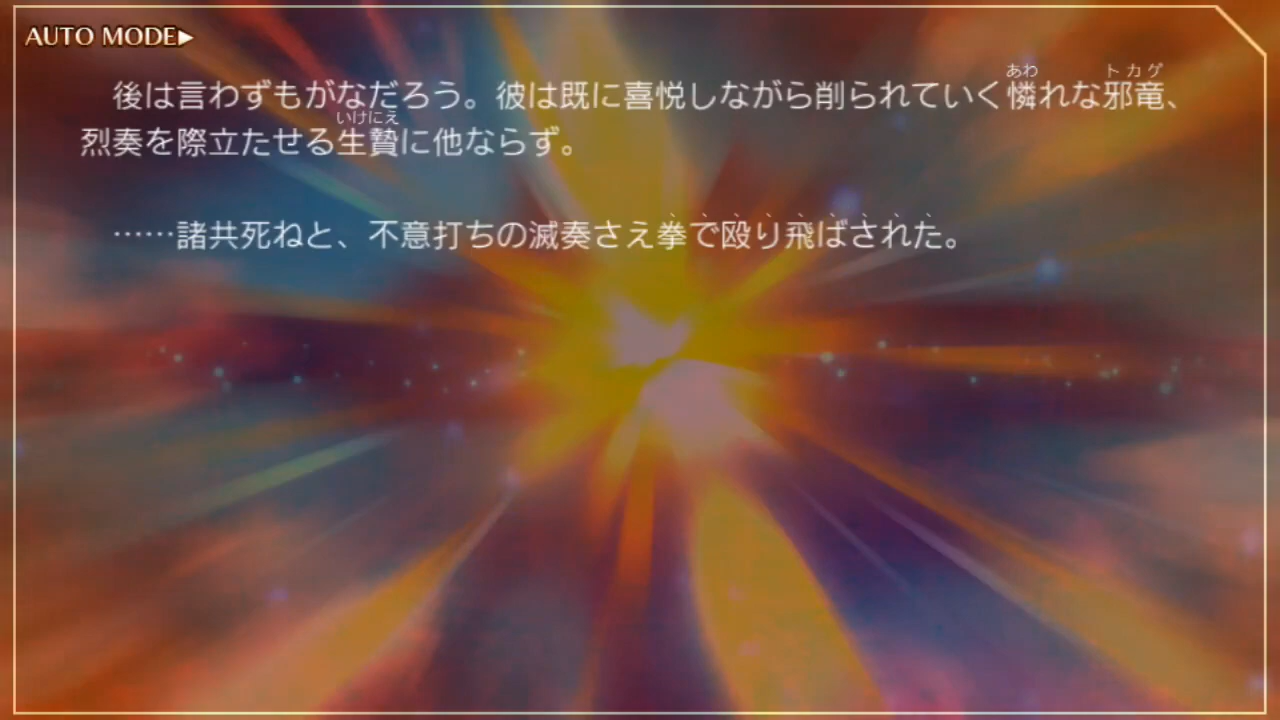 AUTO MODE▶
後は言わずもがなだろう。彼は既に喜悦しながら削られていく憐れな邪竜、
烈奏を際立たせる生贄に他ならず。
……諸共死ねと、不意打ちの滅奏さえ拳で殴り飛ばされた。
あわ
トカゲ
いけにえ